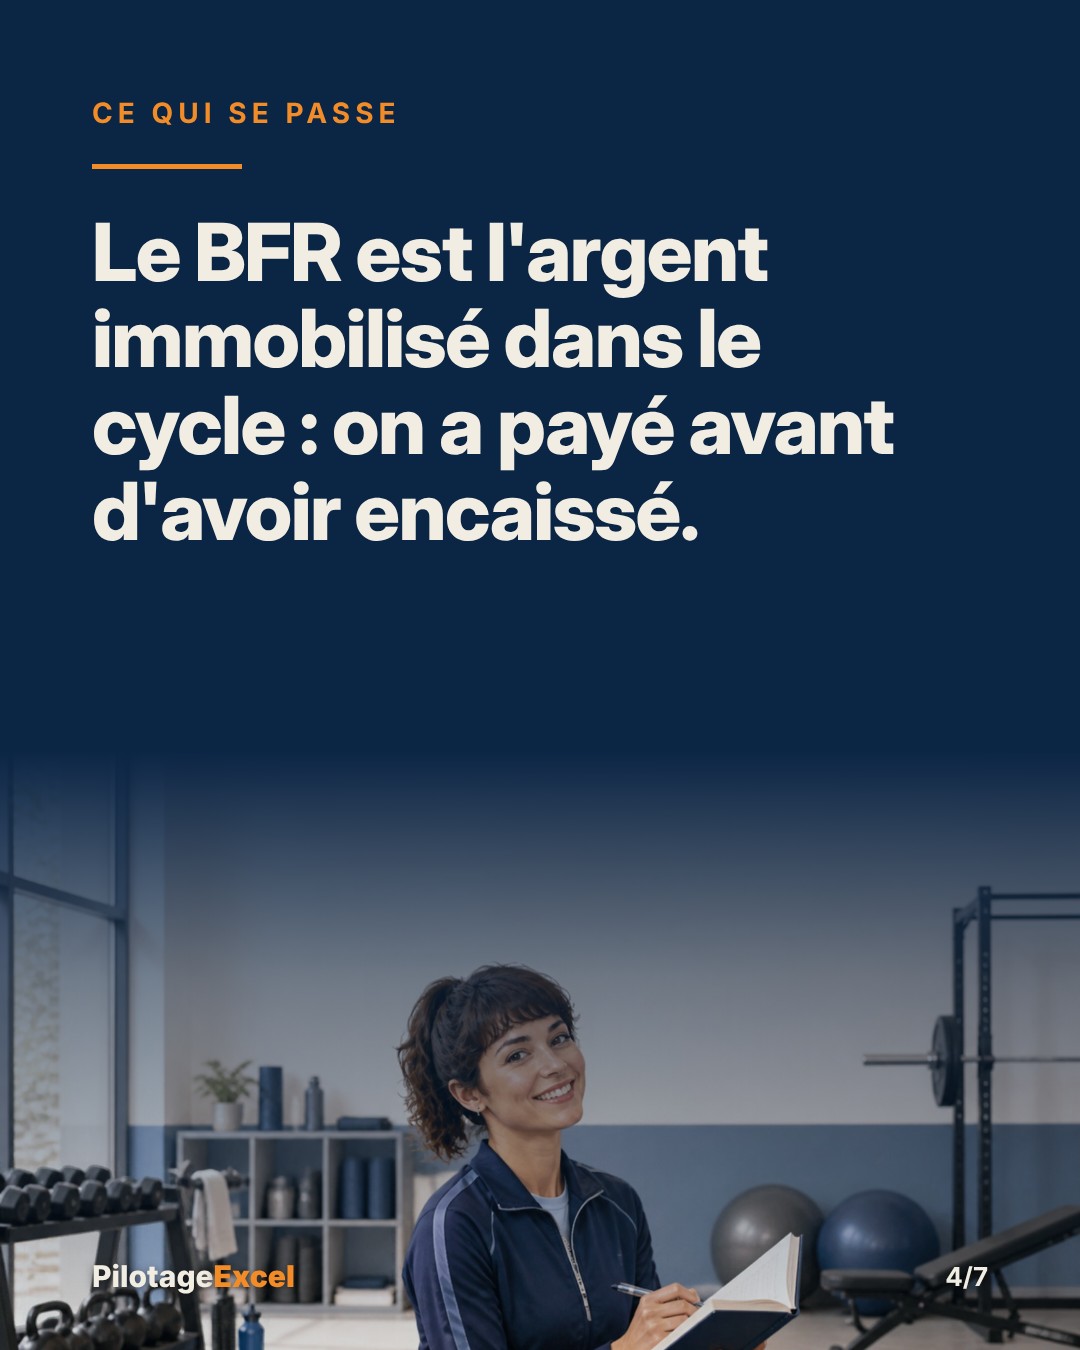 CE QUI SE PASSE
Le BFR est l'argent
immobilisé dans le
cycle : on a payé avant
d'avoir encaissé.
PilotageExcel
4/7